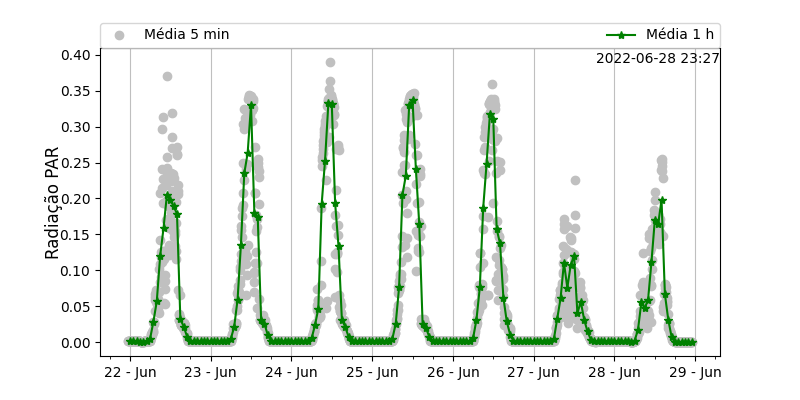 Média 5 min
Média 1 h
2022-06-28 23:27
Radiação PAR
0.40
0.35
0.30
0.25
0.20
0.15
0.10
0.05
0.00
22 - Jun
23 - Jun
24 - Jun
25 - Jun
26 - Jun
27 - Jun
28 - Jun
29 - Jun